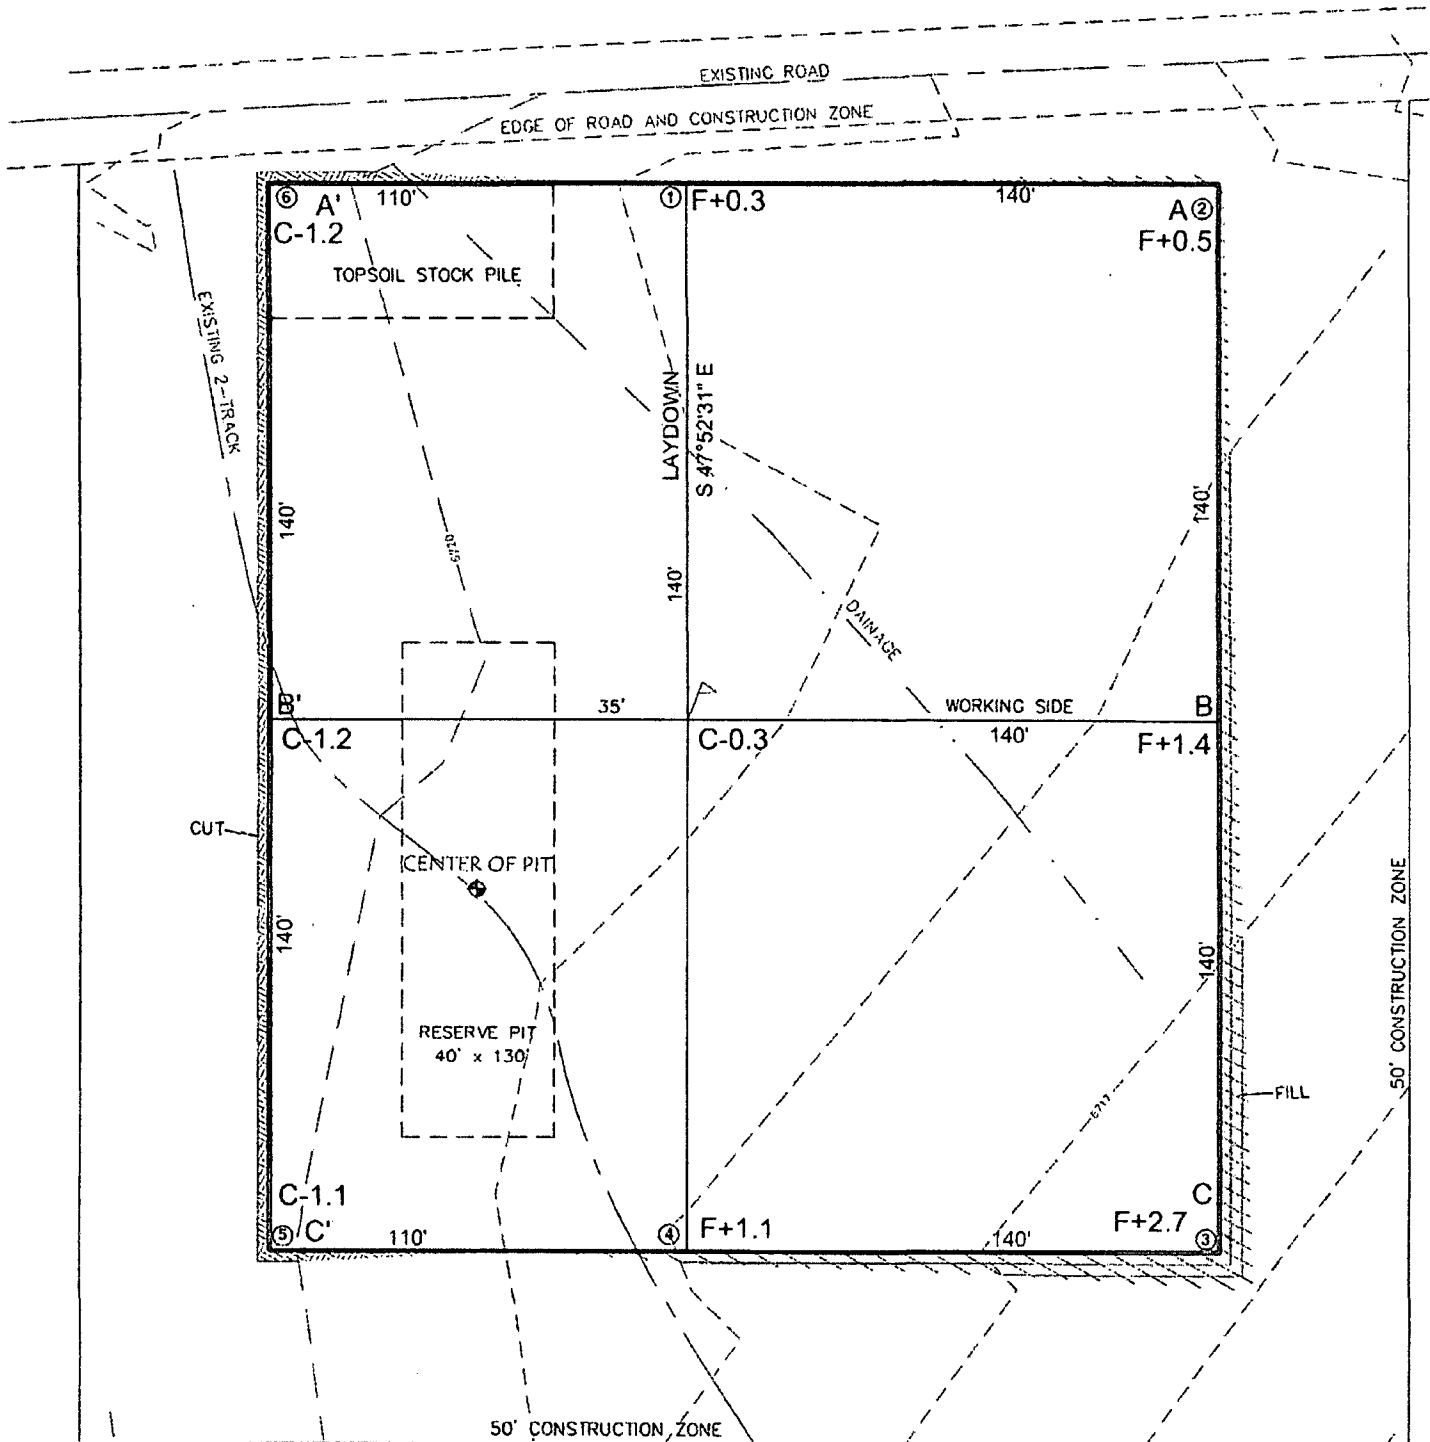 EXISTING ROAD
EDGE OF ROAD AND CONSTRUCTION ZONE
⑥ A' 110' ① F+0.3 140' A ②
C-1.2 F+0.5
TOPSOIL STOCK PILE
EXISTING 2-TRACK
LAYDOWN
S 47°52'31" E
140'
140'
140'
6720
DAINAGE
B' 35' WORKING SIDE B
C-1.2 C-0.3 140' F+1.4
CUT
CENTER OF PIT
140'
140'
50' CONSTRUCTION ZONE
RESERVE PIT
40' x 130'
6717
FILL
C-1.1 C
⑤ C' 110' ④ F+1.1 140' F+2.7 ③
50' CONSTRUCTION ZONE